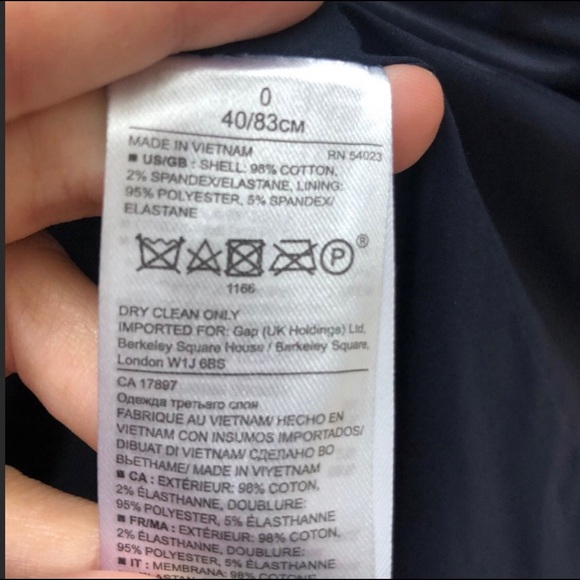 0
40/83CM
MADE IN VIETNAM RN 54023
■ US/GB : SHELL: 98% COTTON,
2% SPANDEX/ELASTANE, LINING:
95% POLYESTER, 5% SPANDEX/
ELASTANE
P ®
1166
DRY CLEAN ONLY
IMPORTED FOR: Gap (UK Holdings) Ltd,
Berkeley Square House / Berkeley Square,
London W1J 6BS
CA 17897
Одежда третьего слоя
FABRIQUE AU VIETNAM/ HECHO EN
VIETNAM CON INSUMOS IMPORTADOS/
DIBUAT DI VIETNAM/ СДЕЛАНО ВО
ВЬЕТНАМЕ/ MADE IN VIYETNAM
■ CA : EXTÉRIEUR: 98% COTON,
2% ÉLASTHANNE, DOUBLURE:
95% POLYESTER, 5% ÉLASTHANNE
■ FR/MA : EXTÉRIEUR: 98% COTON,
2% ÉLASTHANNE, DOUBLURE:
95% POLYESTER, 5% ÉLASTHANNE
■ IT : MEMBRANA: 98% COTONE,